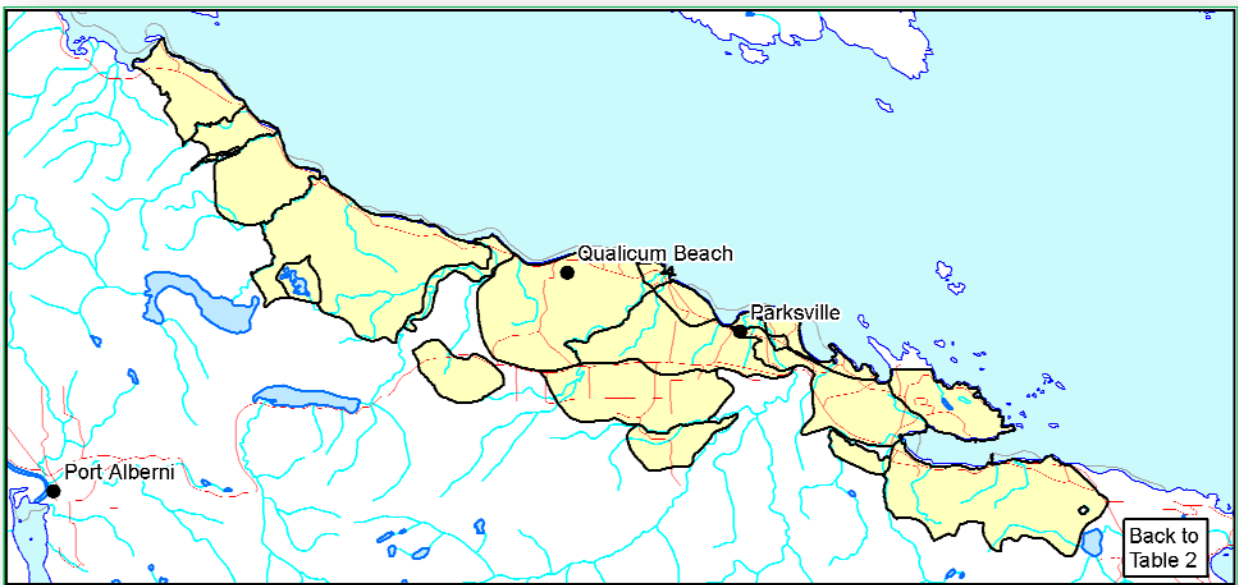 Qualicum Beach
Parksville
Port Alberni
Back to
Table 2